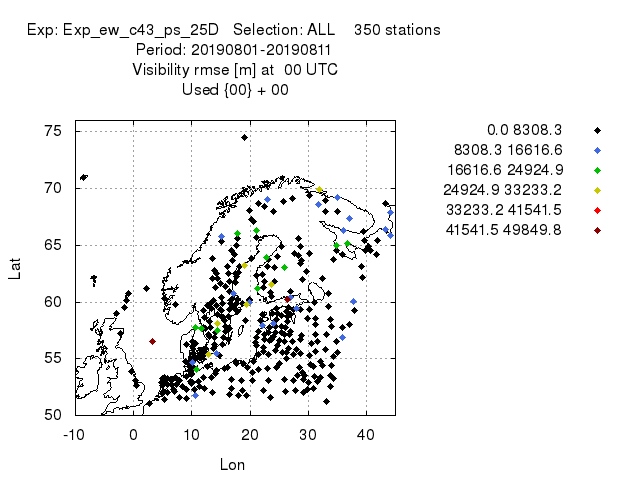 Exp: Exp_ew_c43_ps_25D   Selection: ALL    350 stations
Period: 20190801-20190811
Visibility rmse [m] at  00 UTC
Used {00} + 00
0.0 8308.3
8308.3 16616.6
16616.6 24924.9
24924.9 33233.2
33233.2 41541.5
41541.5 49849.8
75
70
65
60
55
50
Lat
-10 0 10 20 30 40
Lon